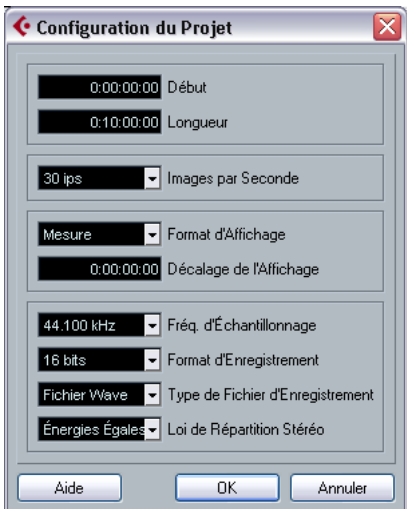 Configuration du Projet
0:00:00:00 Début
0:10:00:00 Longueur
30 ips Images par Seconde
Mesure Format d'Affichage
0:00:00:00 Décalage de l'Affichage
44.100 kHz Fréq. d'Échantillonnage
16 bits Format d'Enregistrement
Fichier Wave Type de Fichier d'Enregistrement
Énergies Égales Loi de Répartition Stéréo
Aide OK Annuler